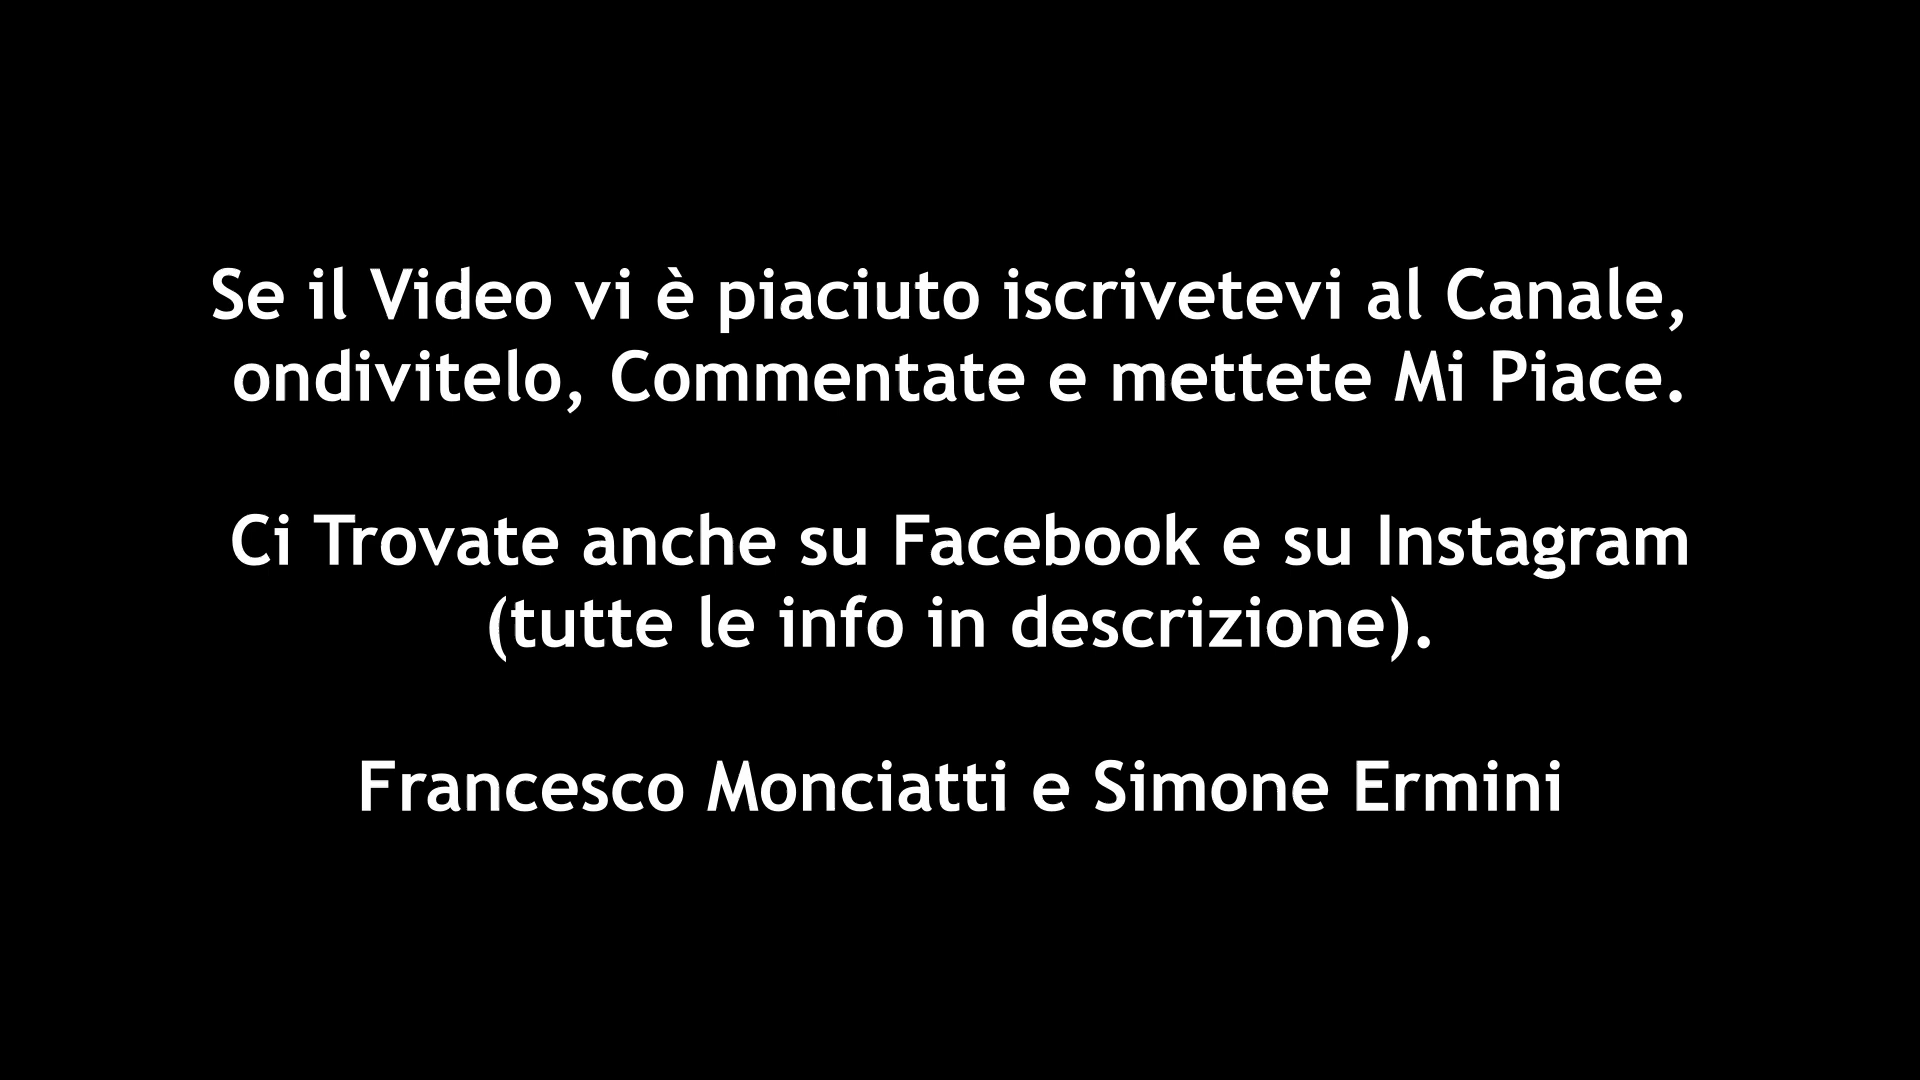 Se il Video vi è piaciuto iscrivetevi al Canale,
ondivitelo, Commentate e mettete Mi Piace.
Ci Trovate anche su Facebook e su Instagram
(tutte le info in descrizione).
Francesco Monciatti e Simone Ermini